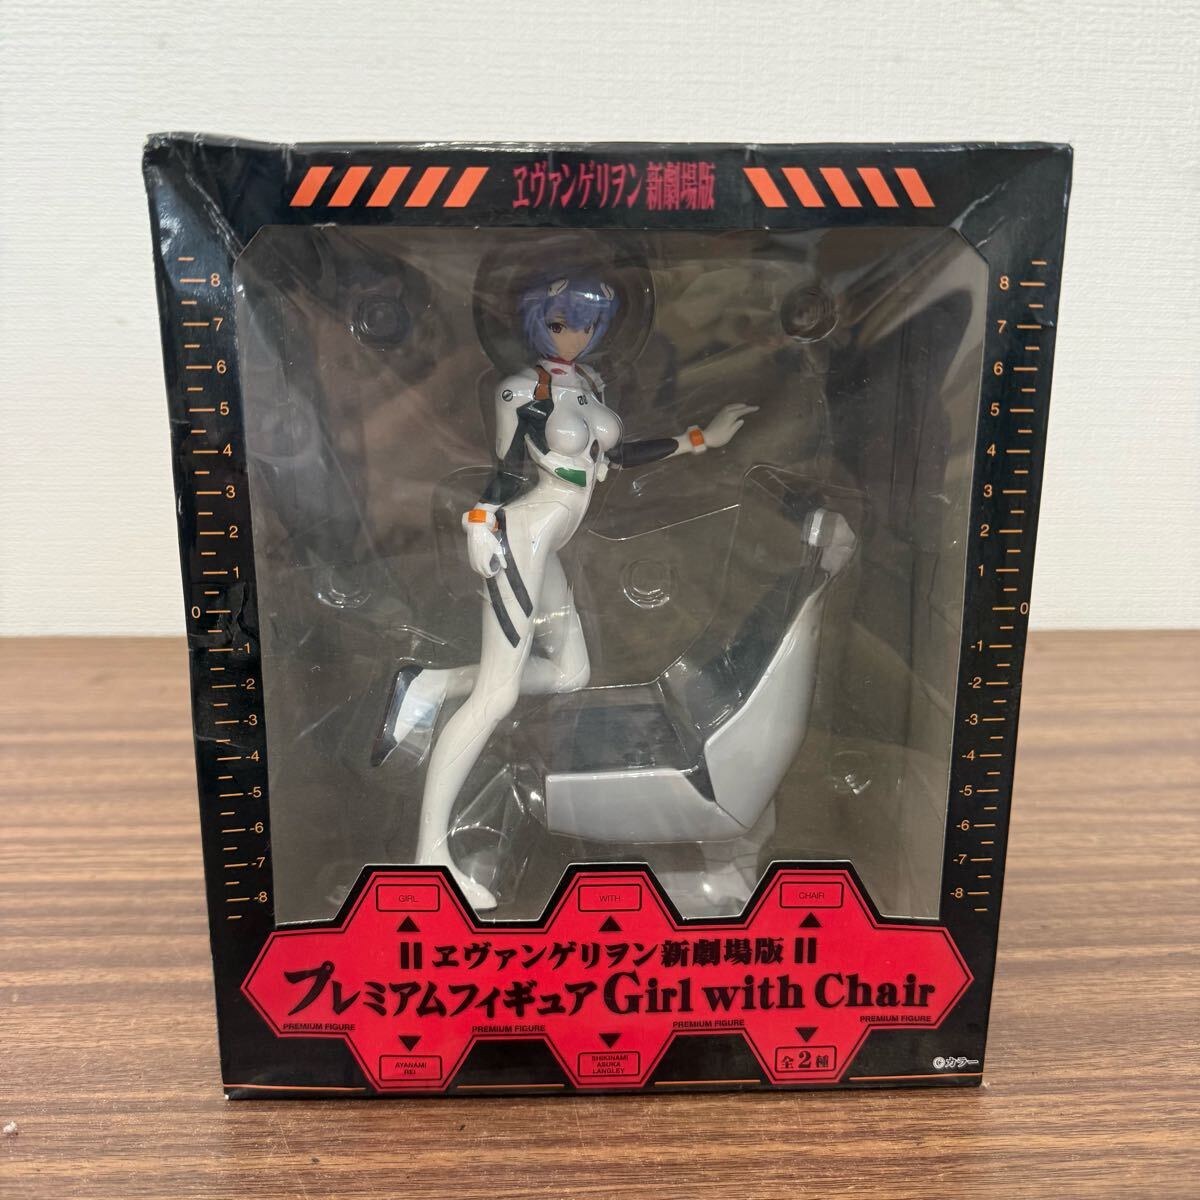 ヱヴァンゲリヲン新劇場版
8
7
6
5
4
3
2
1
0
-1
-2
-3
-4
-5
-6
-7
-8
8
7
6
5
4
3
2
1
0
-1
-2
-3
-4
-5
-6
-7
-8
00
GIRL
WITH
CHAIR
ヱヴァンゲリヲン新劇場版
プレミアムフィギュア Girl with Chair
PREMIUM FIGURE
PREMIUM FIGURE
PREMIUM FIGURE
PREMIUM FIGURE
AYANAMI
REI
SHIKINAMI
ASUKA
LANGLEY
全2種
©カラー